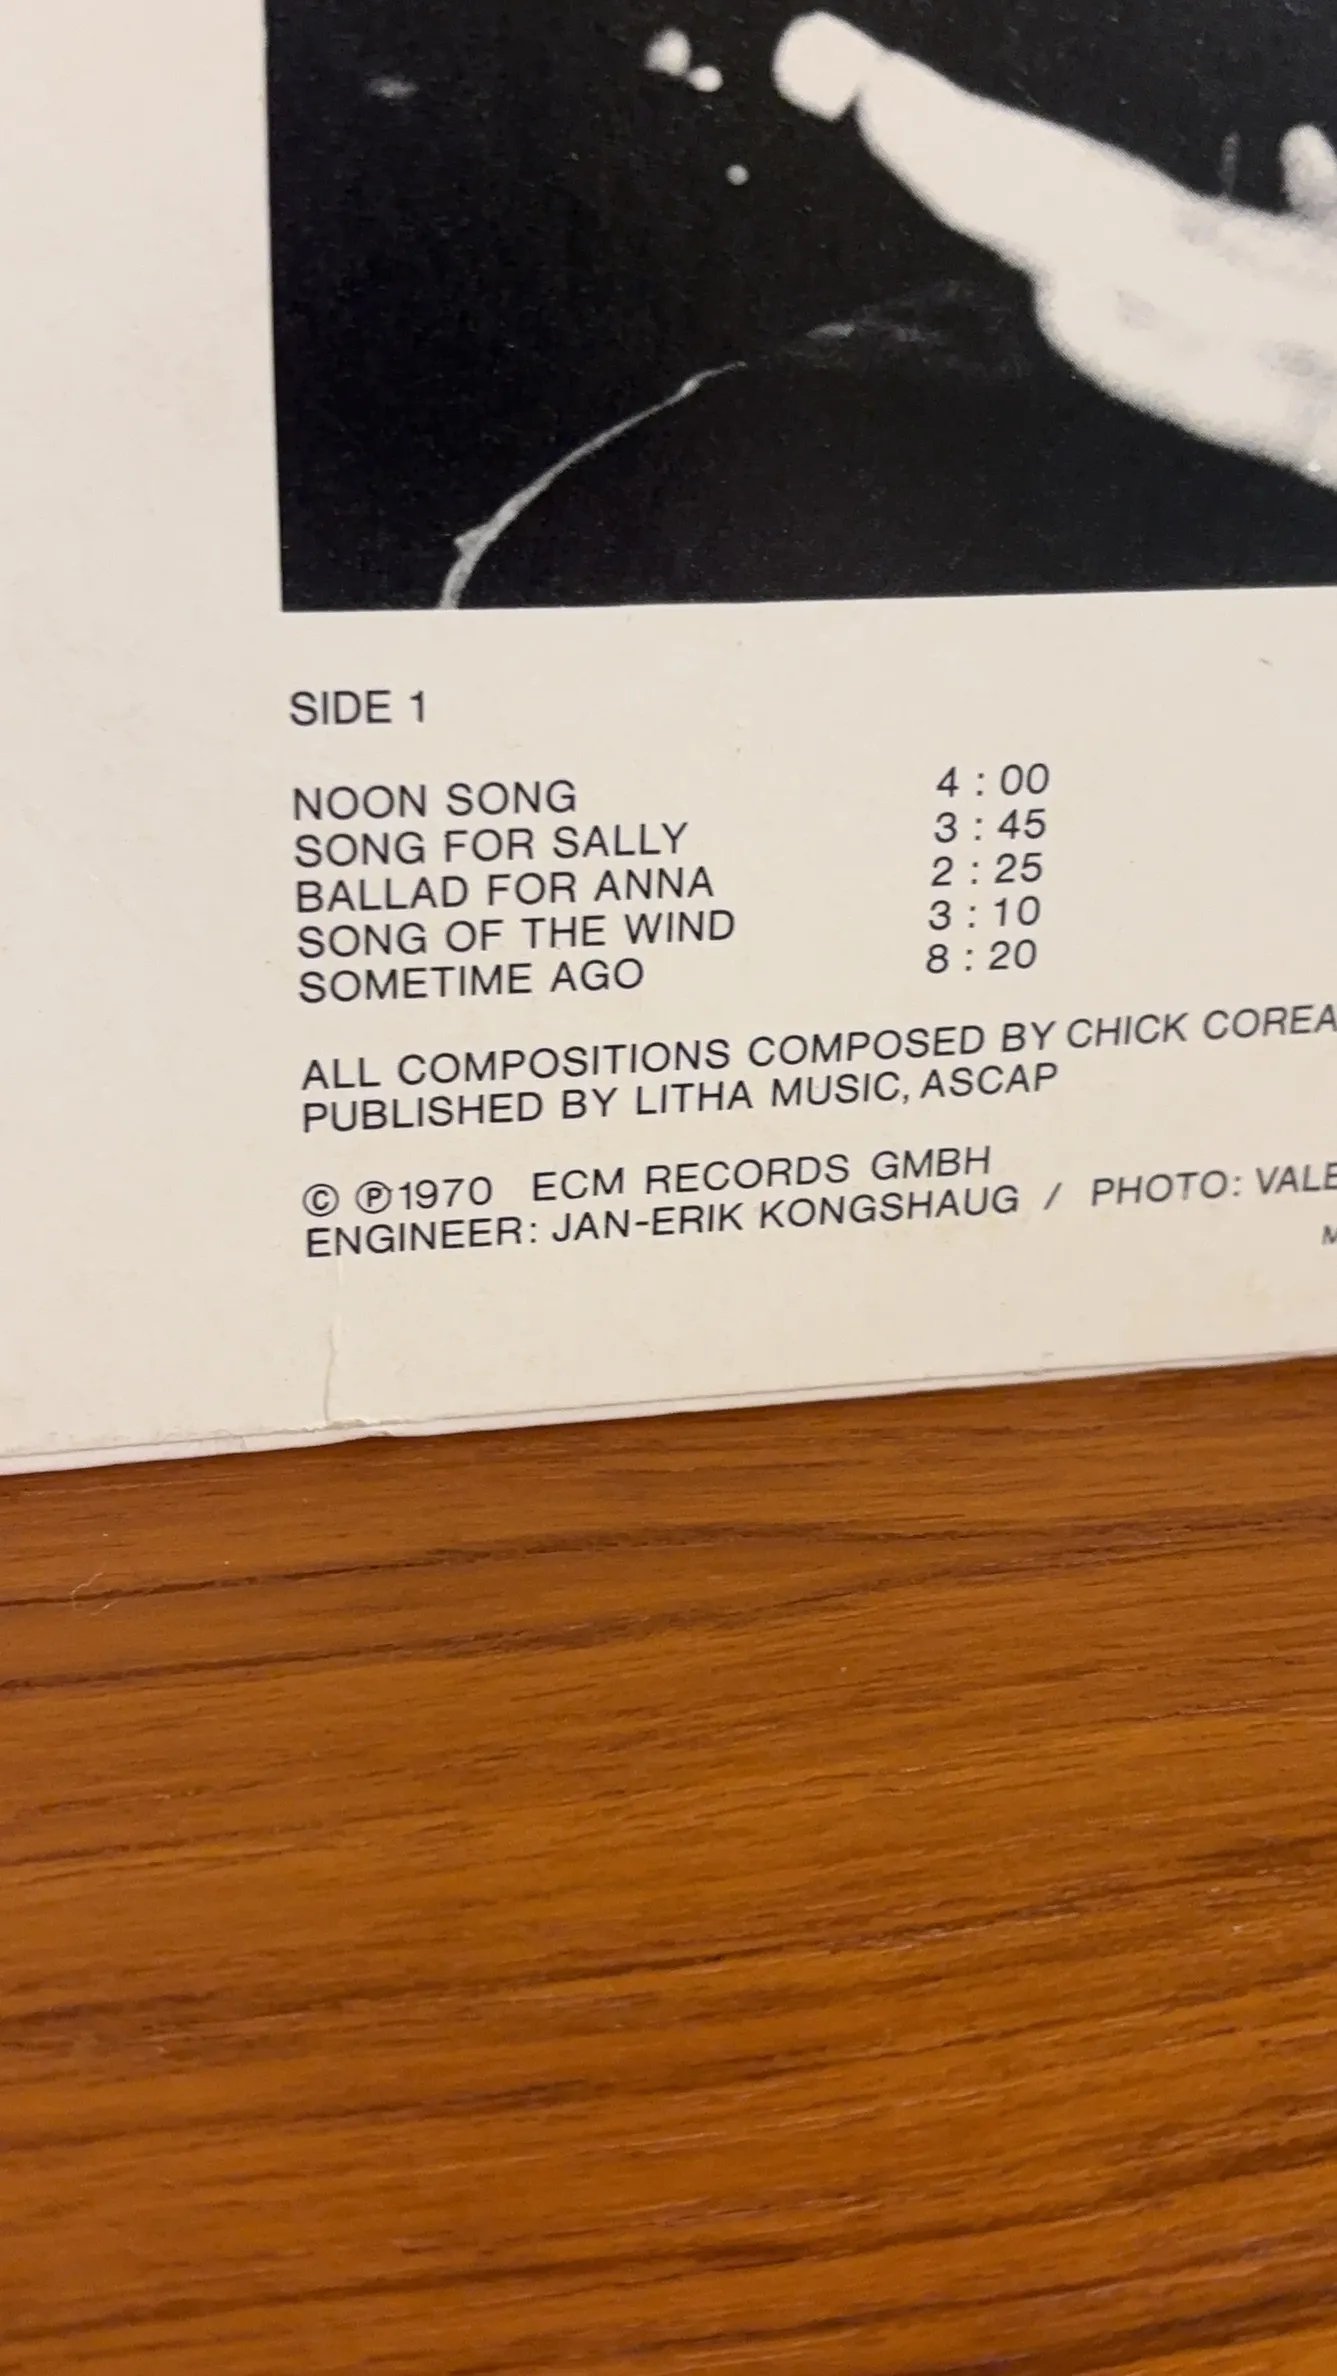 SIDE 1
NOON SONG 4 : 00
SONG FOR SALLY 3 : 45
BALLAD FOR ANNA 2 : 25
SONG OF THE WIND 3 : 10
SOMETIME AGO 8 : 20
ALL COMPOSITIONS COMPOSED BY CHICK COREA
PUBLISHED BY LITHA MUSIC, ASCAP
© ℗1970 ECM RECORDS GMBH
ENGINEER: JAN-ERIK KONGSHAUG / PHOTO: